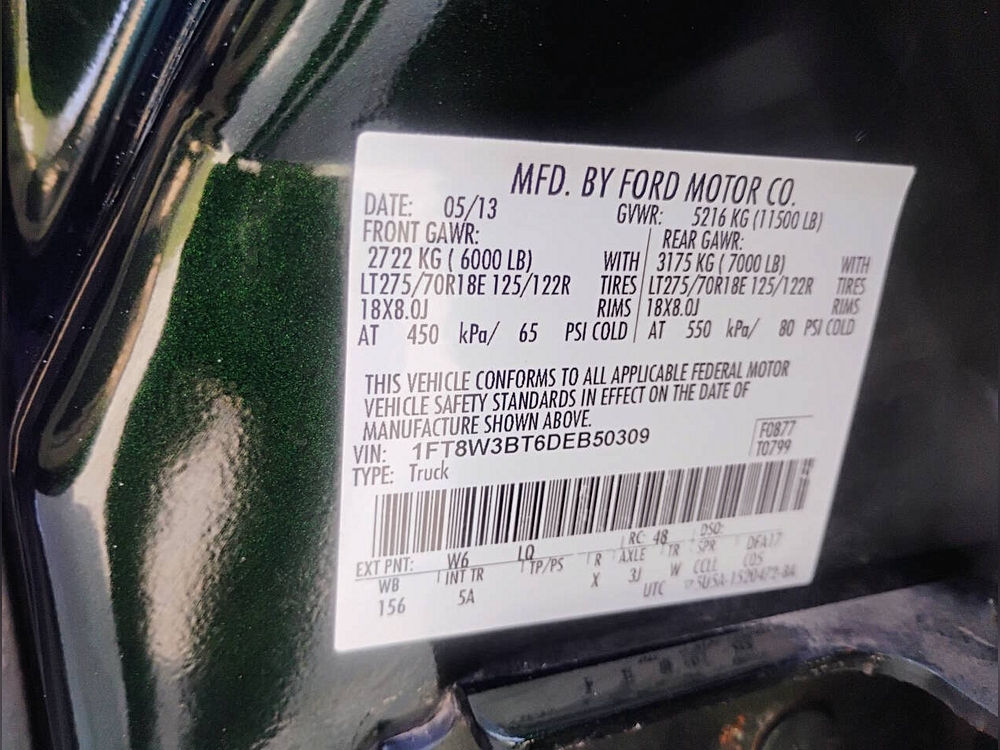 MFD. BY FORD MOTOR CO.
DATE: 05/13 GVWR: 5216 KG (11500 LB)
FRONT GAWR: REAR GAWR:
2722 KG ( 6000 LB) WITH 3175 KG ( 7000 LB) WITH
LT275/70R18E 125/122R TIRES LT275/70R18E 125/122R TIRES
18X8.0J RIMS 18X8.0J RIMS
AT 450 kPa/ 65 PSI COLD AT 550 kPa/ 80 PSI COLD
THIS VEHICLE CONFORMS TO ALL APPLICABLE FEDERAL MOTOR
VEHICLE SAFETY STANDARDS IN EFFECT ON THE DATE OF
MANUFACTURE SHOWN ABOVE.
VIN: 1FT8W3BT6DEB50309 F0877
TYPE: Truck T0799
EXT PNT: W6 LQ RC: 48 DSO:
WB INT TR TP/PS R AXLE TR SPR DFA17
156 5A X 3J W CCLL C05
UTC